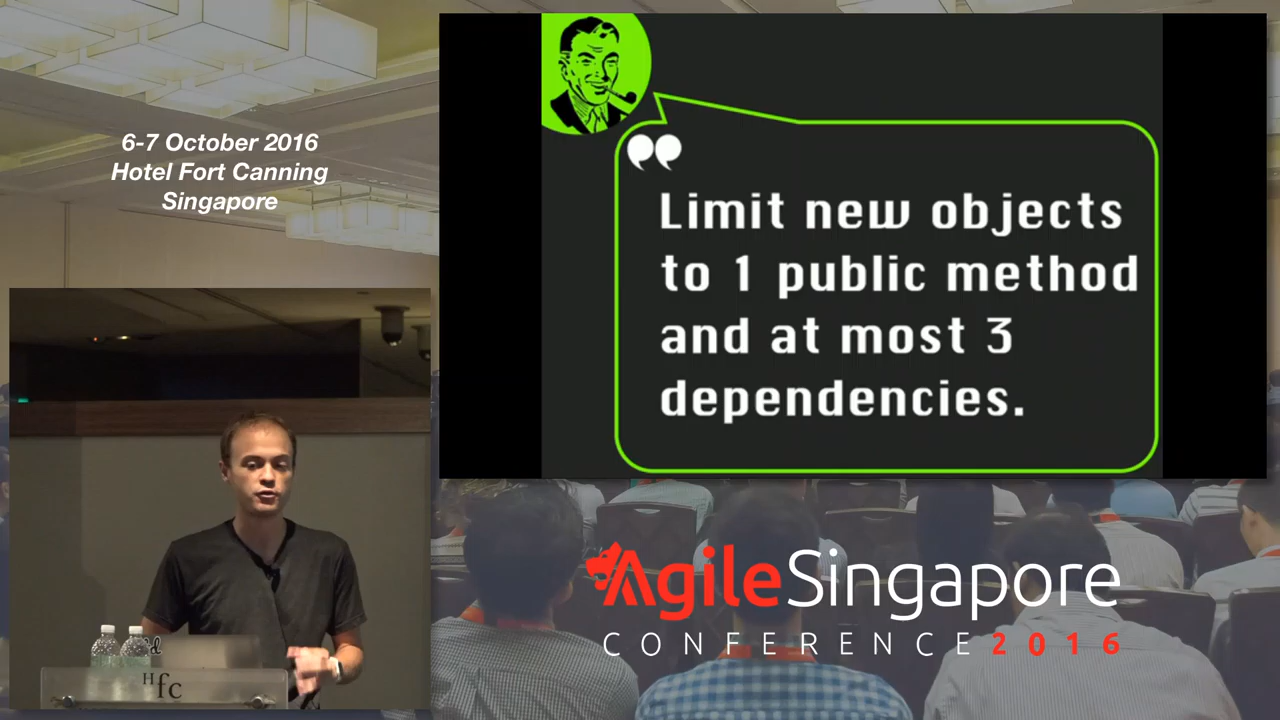 6-7 October 2016
Hotel Fort Canning
Singapore
Limit new objects
to 1 public method
and at most 3
dependencies.
Hfc
AgileSingapore
CONFERENCE2016